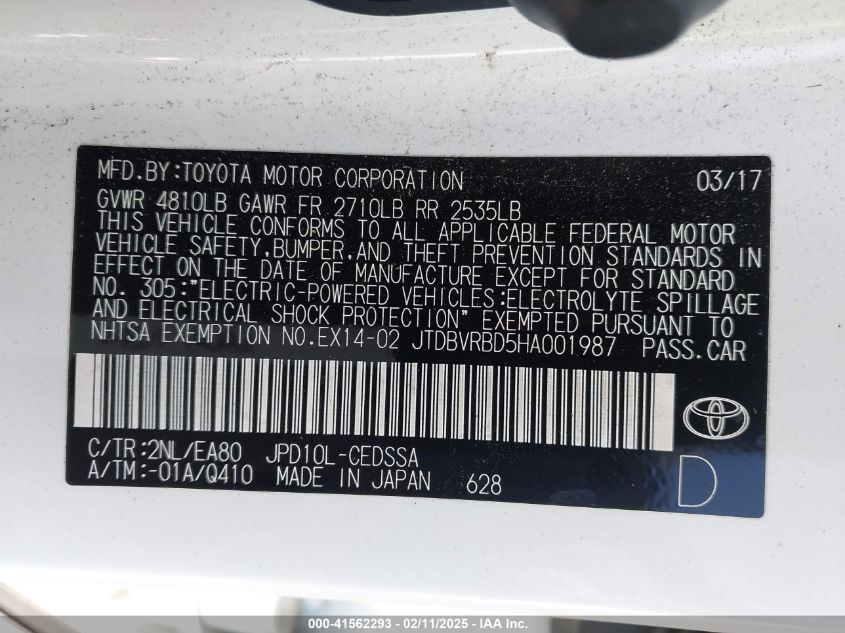 MFD.BY:TOYOTA MOTOR CORPORATION 03/17
GVWR 4810LB GAWR FR 2710LB RR 2535LB
THIS VEHICLE CONFORMS TO ALL APPLICABLE FEDERAL MOTOR
VEHICLE SAFETY,BUMPER,AND THEFT PREVENTION STANDARDS IN
EFFECT ON THE DATE OF MANUFACTURE EXCEPT FOR STANDARD
NO. 305:"ELECTRIC-POWERED VEHICLES:ELECTROLYTE SPILLAGE
AND ELECTRICAL SHOCK PROTECTION" EXEMPTED PURSUANT TO
NHTSA EXEMPTION NO.EX14-02 JTDBVRBD5HA001987 PASS.CAR
C/TR:2NL/EA80 JPD10L-CEDSSA
A/TM:-01A/Q410 MADE IN JAPAN 628
D
000-41562293 - 02/11/2025 - IAA Inc.